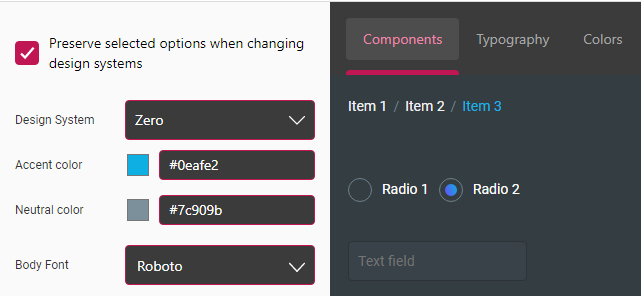 Preserve selected options when changing
design systems
Design System
Zero
Accent color
#0eafe2
Neutral color
#7c909b
Body Font
Roboto
Components
Typography
Colors
Item 1 / Item 2 / Item 3
Radio 1
Radio 2
Text field